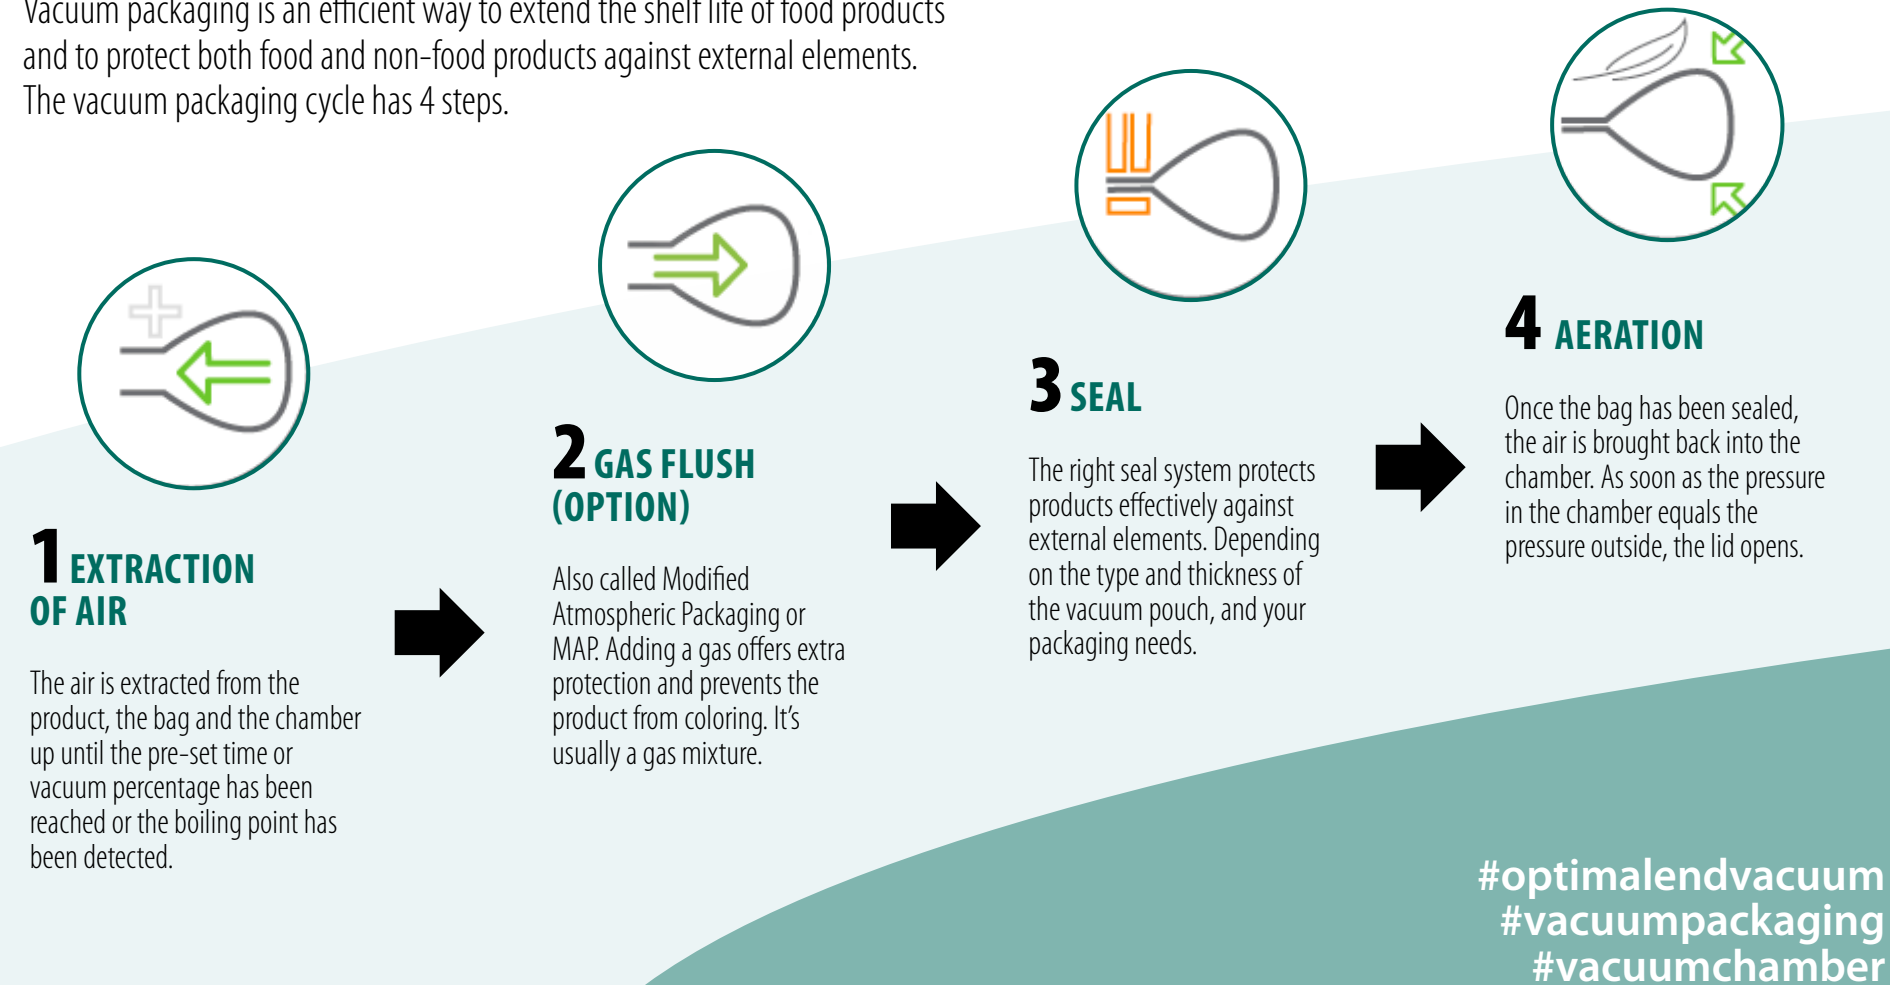 Vacuum packaging is an efficient way to extend the shelf life of food products
and to protect both food and non-food products against external elements.
The vacuum packaging cycle has 4 steps.
1 EXTRACTION
OF AIR
The air is extracted from the
product, the bag and the chamber
up until the pre-set time or
vacuum percentage has been
reached or the boiling point has
been detected.
2 GAS FLUSH
(OPTION)
Also called Modified
Atmospheric Packaging or
MAP. Adding a gas offers extra
protection and prevents the
product from coloring. It's
usually a gas mixture.
3 SEAL
The right seal system protects
products effectively against
external elements. Depending
on the type and thickness of
the vacuum pouch, and your
packaging needs.
4 AERATION
Once the bag has been sealed,
the air is brought back into the
chamber. As soon as the pressure
in the chamber equals the
pressure outside, the lid opens.
#optimalendvacuum
#vacuumpackaging
#vacuumchamber